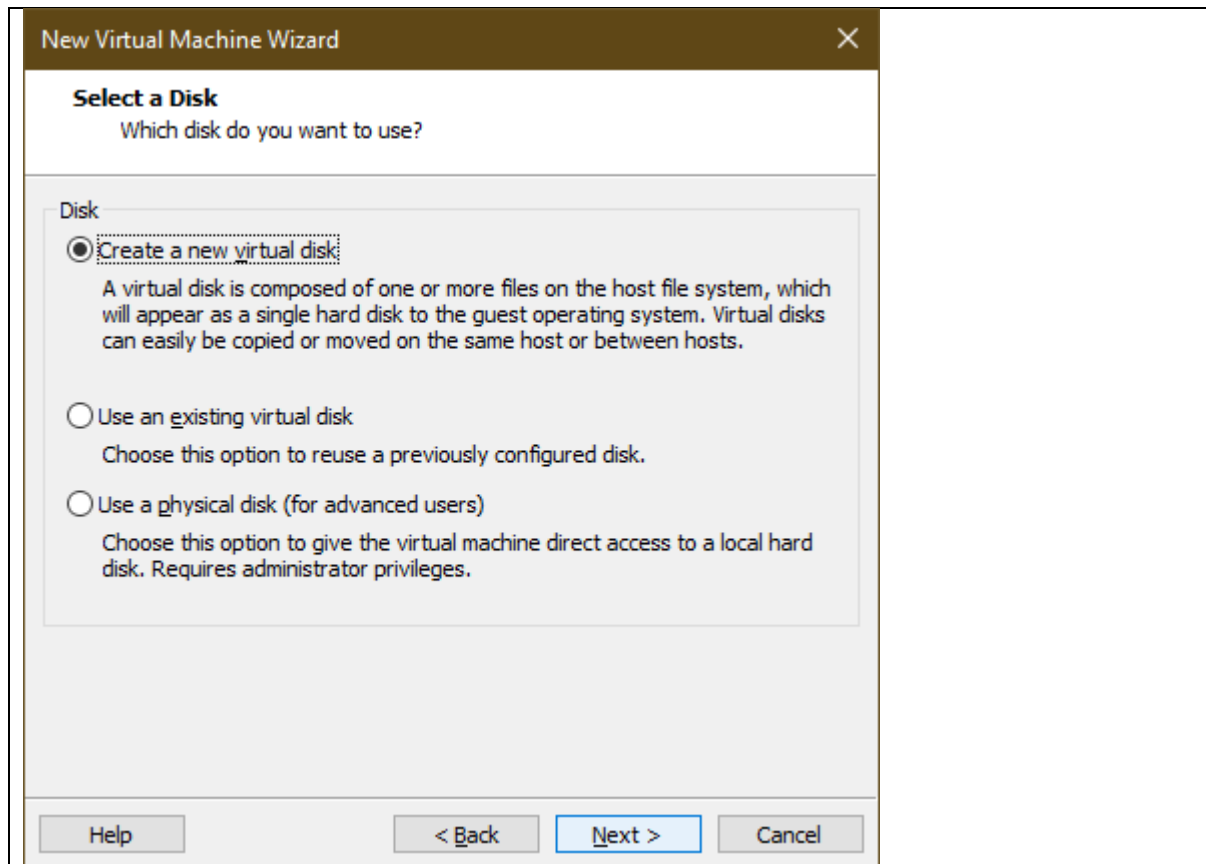 New Virtual Machine Wizard
Select a Disk
Which disk do you want to use?
Disk
Create a new virtual disk
A virtual disk is composed of one or more files on the host file system, which
will appear as a single hard disk to the guest operating system. Virtual disks
can easily be copied or moved on the same host or between hosts.
Use an existing virtual disk
Choose this option to reuse a previously configured disk.
Use a physical disk (for advanced users)
Choose this option to give the virtual machine direct access to a local hard
disk. Requires administrator privileges.
Help < Back Next > Cancel